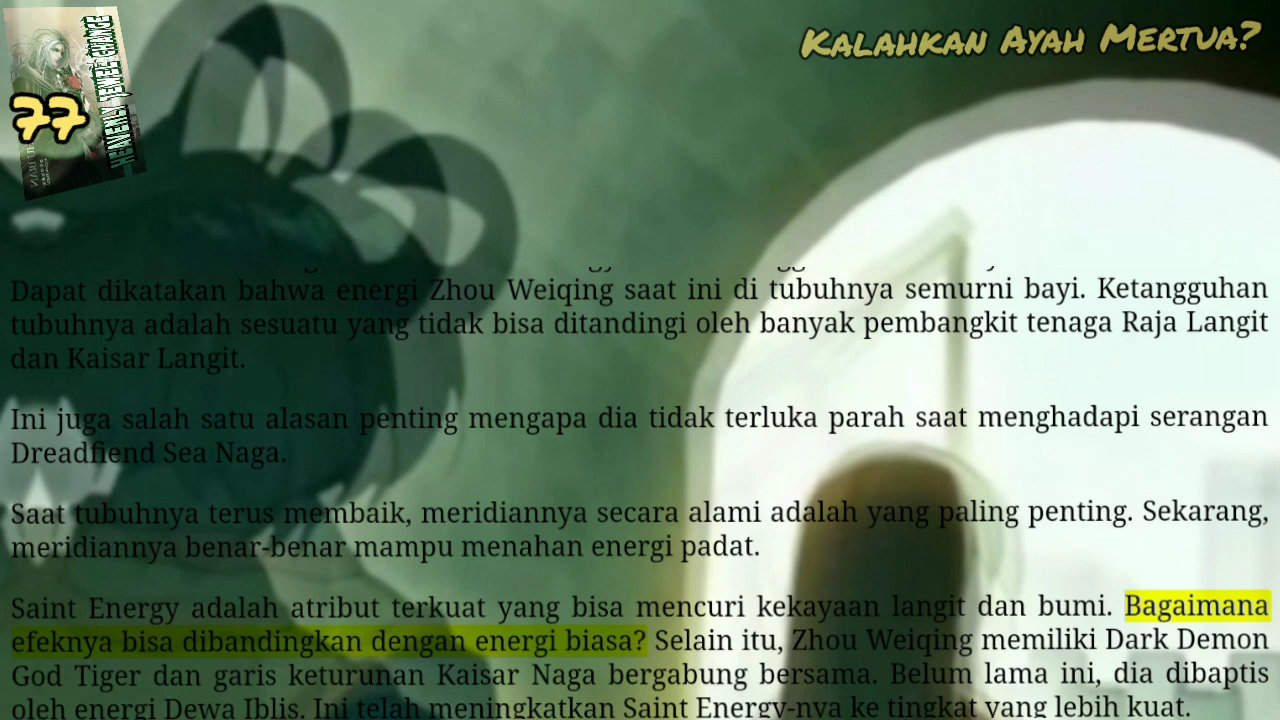 Kalahkan Ayah Mertua?
77
HEAVENLY JEWEL CHANGE
Dapat dikatakan bahwa energi Zhou Weiqing saat ini di tubuhnya semurni bayi. Ketangguhan
tubuhnya adalah sesuatu yang tidak bisa ditandingi oleh banyak pembangkit tenaga Raja Langit
dan Kaisar Langit.
Ini juga salah satu alasan penting mengapa dia tidak terluka parah saat menghadapi serangan
Dreadfiend Sea Naga.
Saat tubuhnya terus membaik, meridiannya secara alami adalah yang paling penting. Sekarang,
meridiannya benar-benar mampu menahan energi padat.
Saint Energy adalah atribut terkuat yang bisa mencuri kekayaan langit dan bumi. Bagaimana
efeknya bisa dibandingkan dengan energi biasa? Selain itu, Zhou Weiqing memiliki Dark Demon
God Tiger dan garis keturunan Kaisar Naga bergabung bersama. Belum lama ini, dia dibaptis
oleh energi Dewa Iblis. Ini telah meningkatkan Saint Energy-nya ke tingkat yang lebih kuat.